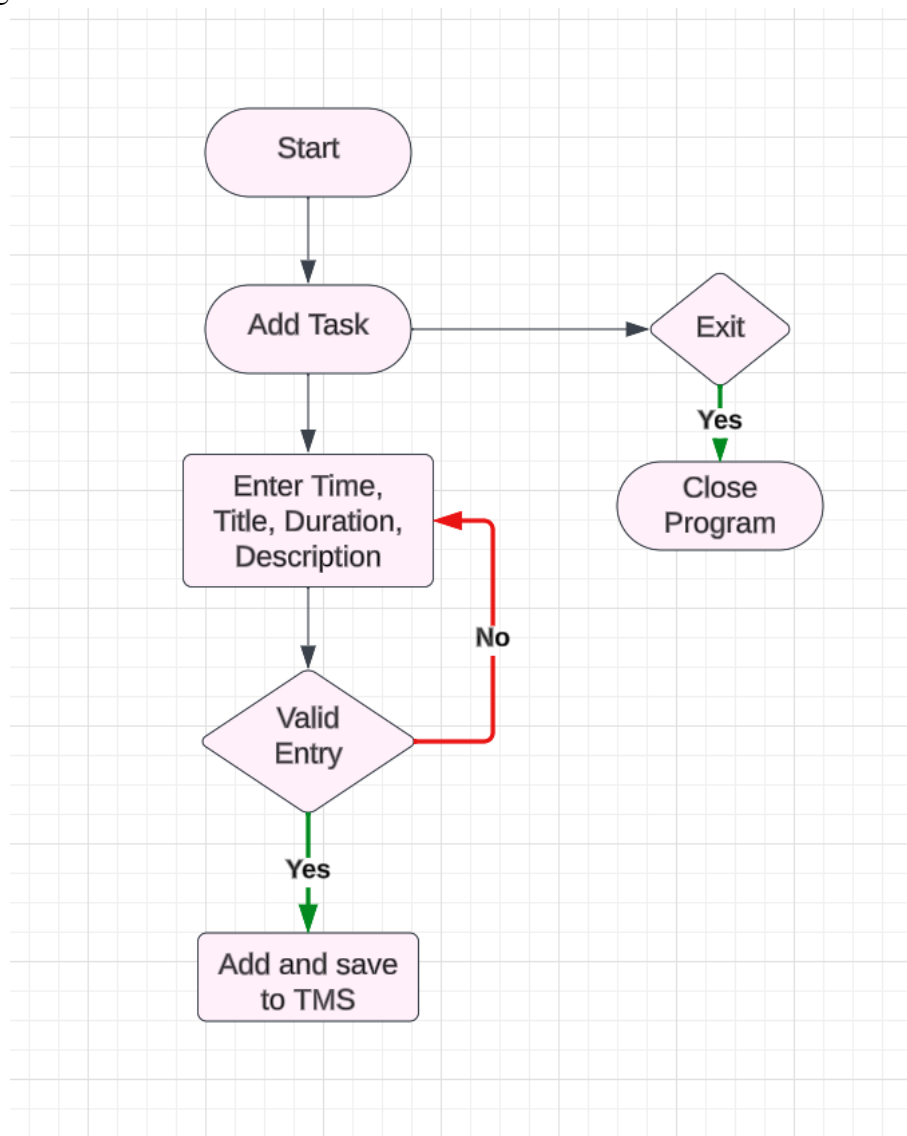 Start
Add Task
Exit
Yes
Close
Program
Enter Time,
Title, Duration,
Description
No
Valid
Entry
Yes
Add and save
to TMS